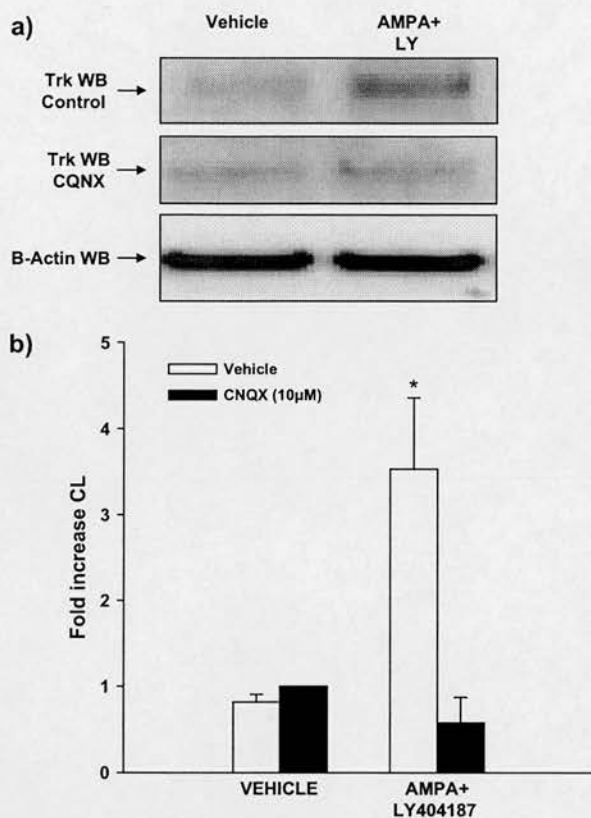 a)
Vehicle
AMPA+
LY
Trk WB
Control
Trk WB
CQNX
B-Actin WB
b)
5
4
3
2
1
0
Fold increase CL
Vehicle
CNQX (10µM)
*
VEHICLE
AMPA+
LY404187